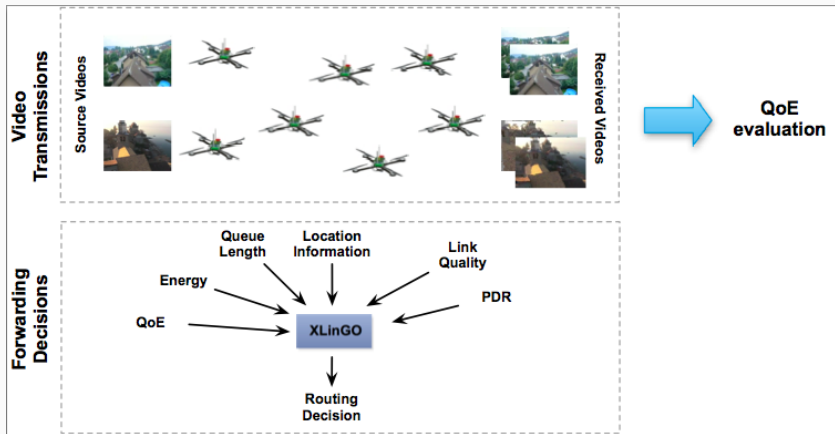 Video
Transmissions
Source Videos
Received Videos
QoE
evaluation
Forwarding
Decisions
Queue
Length
Location
Information
Link
Quality
Energy
PDR
QoE
XLinGO
Routing
Decision